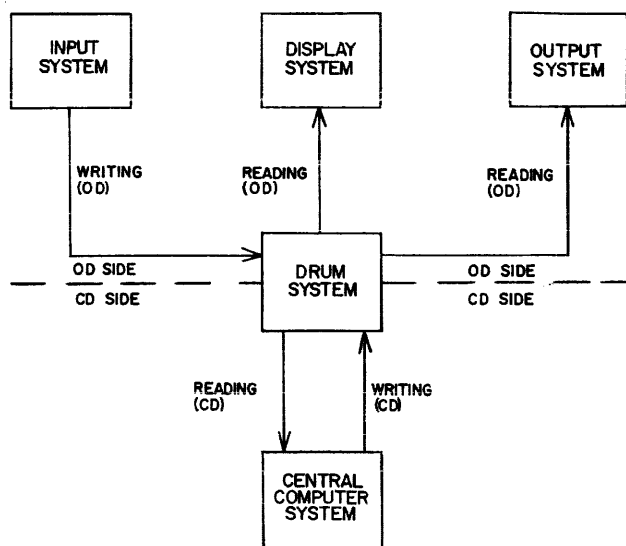 INPUT
SYSTEM
DISPLAY
SYSTEM
OUTPUT
SYSTEM
WRITING
(OD)
READING
(OD)
READING
(OD)
OD SIDE
CD SIDE
DRUM
SYSTEM
OD SIDE
CD SIDE
READING
(CD)
WRITING
(CD)
CENTRAL
COMPUTER
SYSTEM